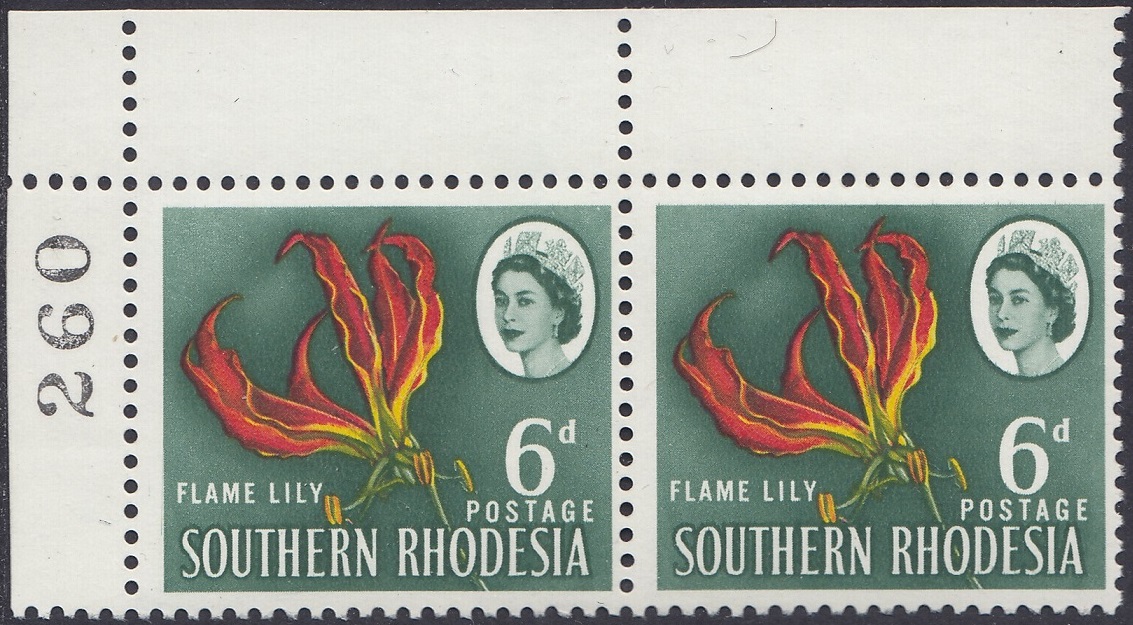 260
6d
FLAME LILY
POSTAGE
SOUTHERN RHODESIA
6d
FLAME LILY
POSTAGE
SOUTHERN RHODESIA